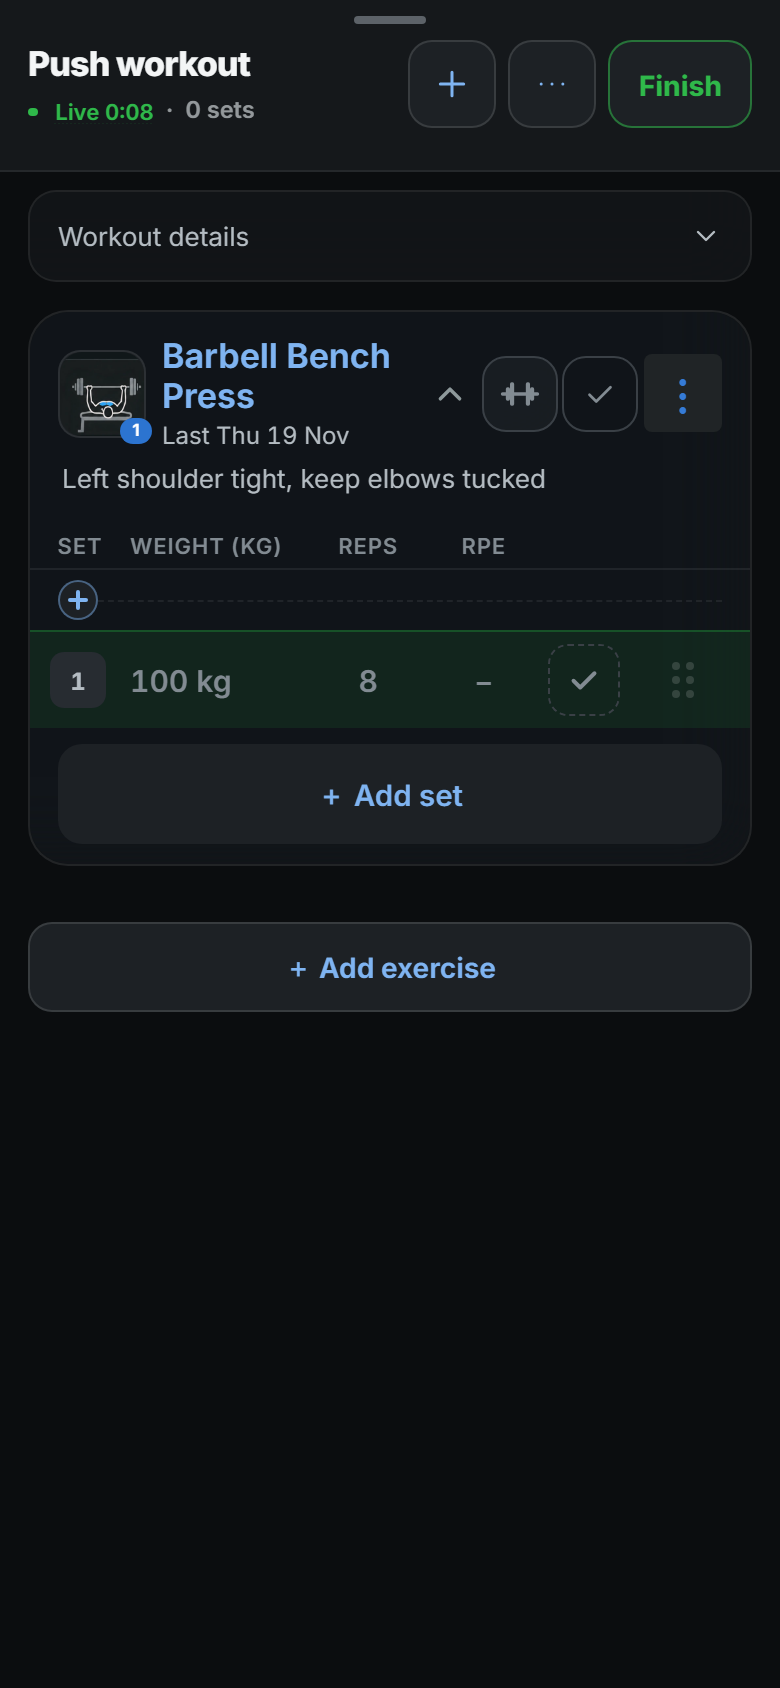 Push workout
Live 0:08 · 0 sets
Finish
Workout details
Barbell Bench
Press
1
Last Thu 19 Nov
Left shoulder tight, keep elbows tucked
SET WEIGHT (KG) REPS RPE
1 100 kg 8 –
+ Add set
+ Add exercise